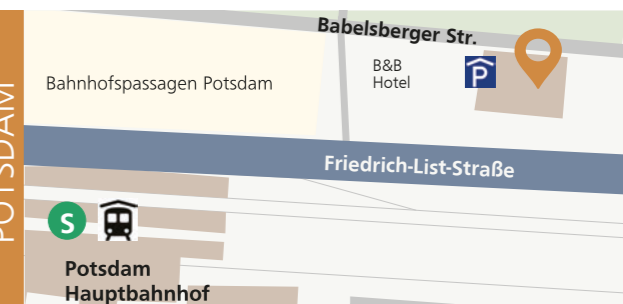 POTSDAM
Babelsberger Str.
Bahnhofspassagen Potsdam
B&B
Hotel
P
Friedrich-List-Straße
S
Potsdam
Hauptbahnhof